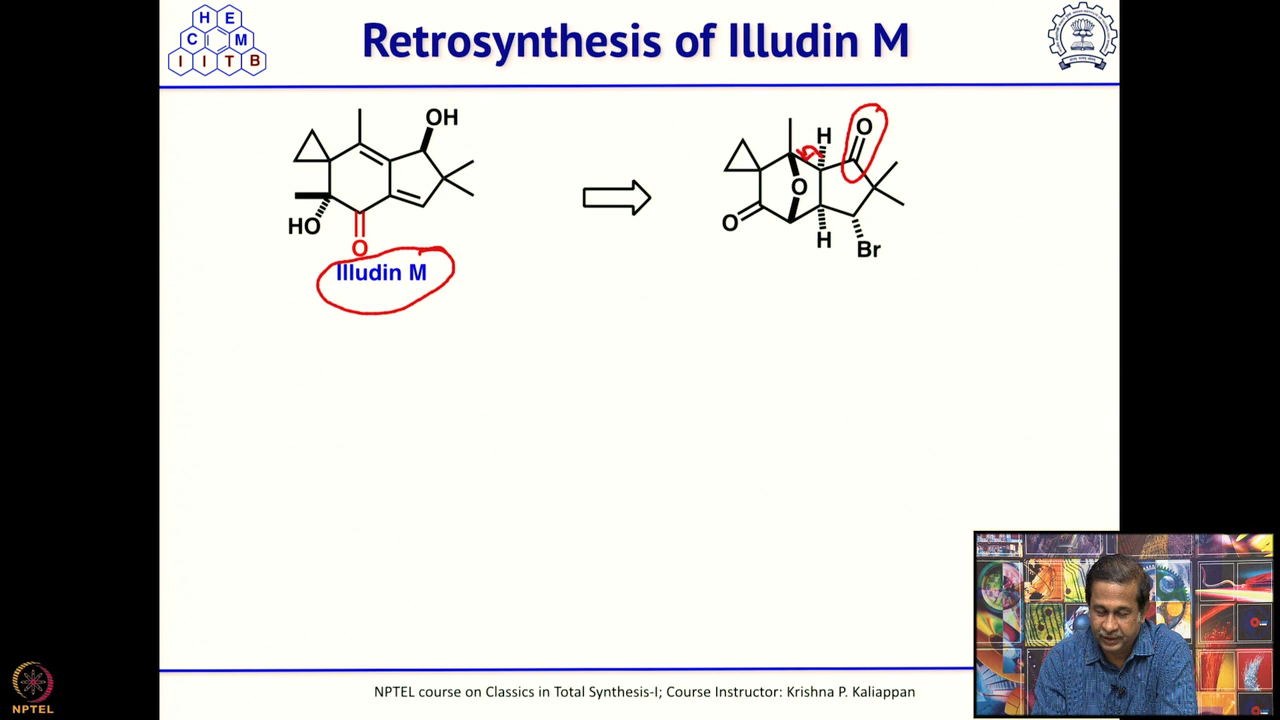 H E
C M
I I T B
Retrosynthesis of Illudin M
OH
HO
O
Illudin M
H
O
O
O
H
Br
NPTEL course on Classics in Total Synthesis-I; Course Instructor: Krishna P. Kaliappan
NPTEL